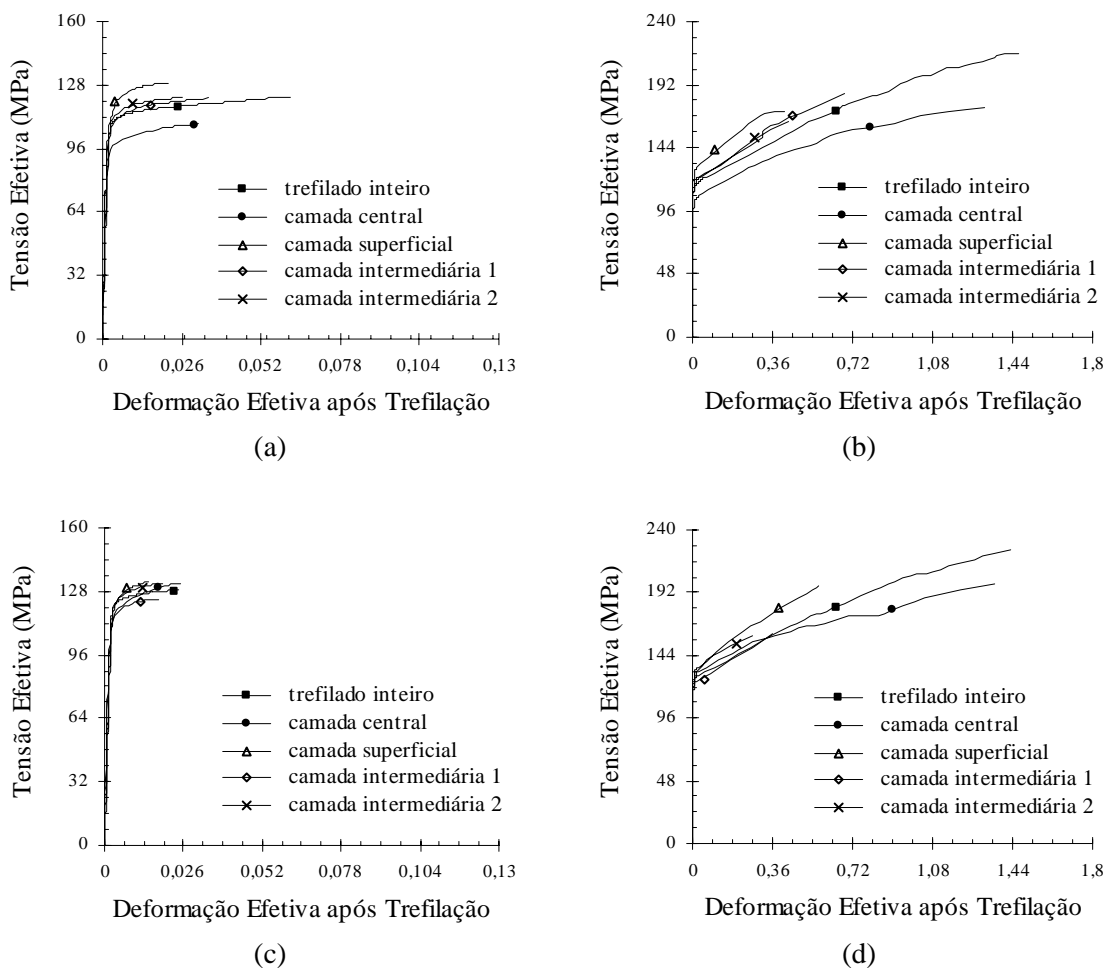 160
128
96
64
32
0
Tensão Efetiva (MPa)
trefilado inteiro
camada central
camada superficial
camada intermediária 1
camada intermediária 2
0 0,026 0,052 0,078 0,104 0,13
Deformação Efetiva após Trefilação
(a)
240
192
144
96
48
0
Tensão Efetiva (MPa)
trefilado inteiro
camada central
camada superficial
camada intermediária 1
camada intermediária 2
0 0,36 0,72 1,08 1,44 1,8
Deformação Efetiva após Trefilação
(b)
160
128
96
64
32
0
Tensão Efetiva (MPa)
trefilado inteiro
camada central
camada superficial
camada intermediária 1
camada intermediária 2
0 0,026 0,052 0,078 0,104 0,13
Deformação Efetiva após Trefilação
(c)
240
192
144
96
48
0
Tensão Efetiva (MPa)
trefilado inteiro
camada central
camada superficial
camada intermediária 1
camada intermediária 2
0 0,36 0,72 1,08 1,44 1,8
Deformação Efetiva após Trefilação
(d)